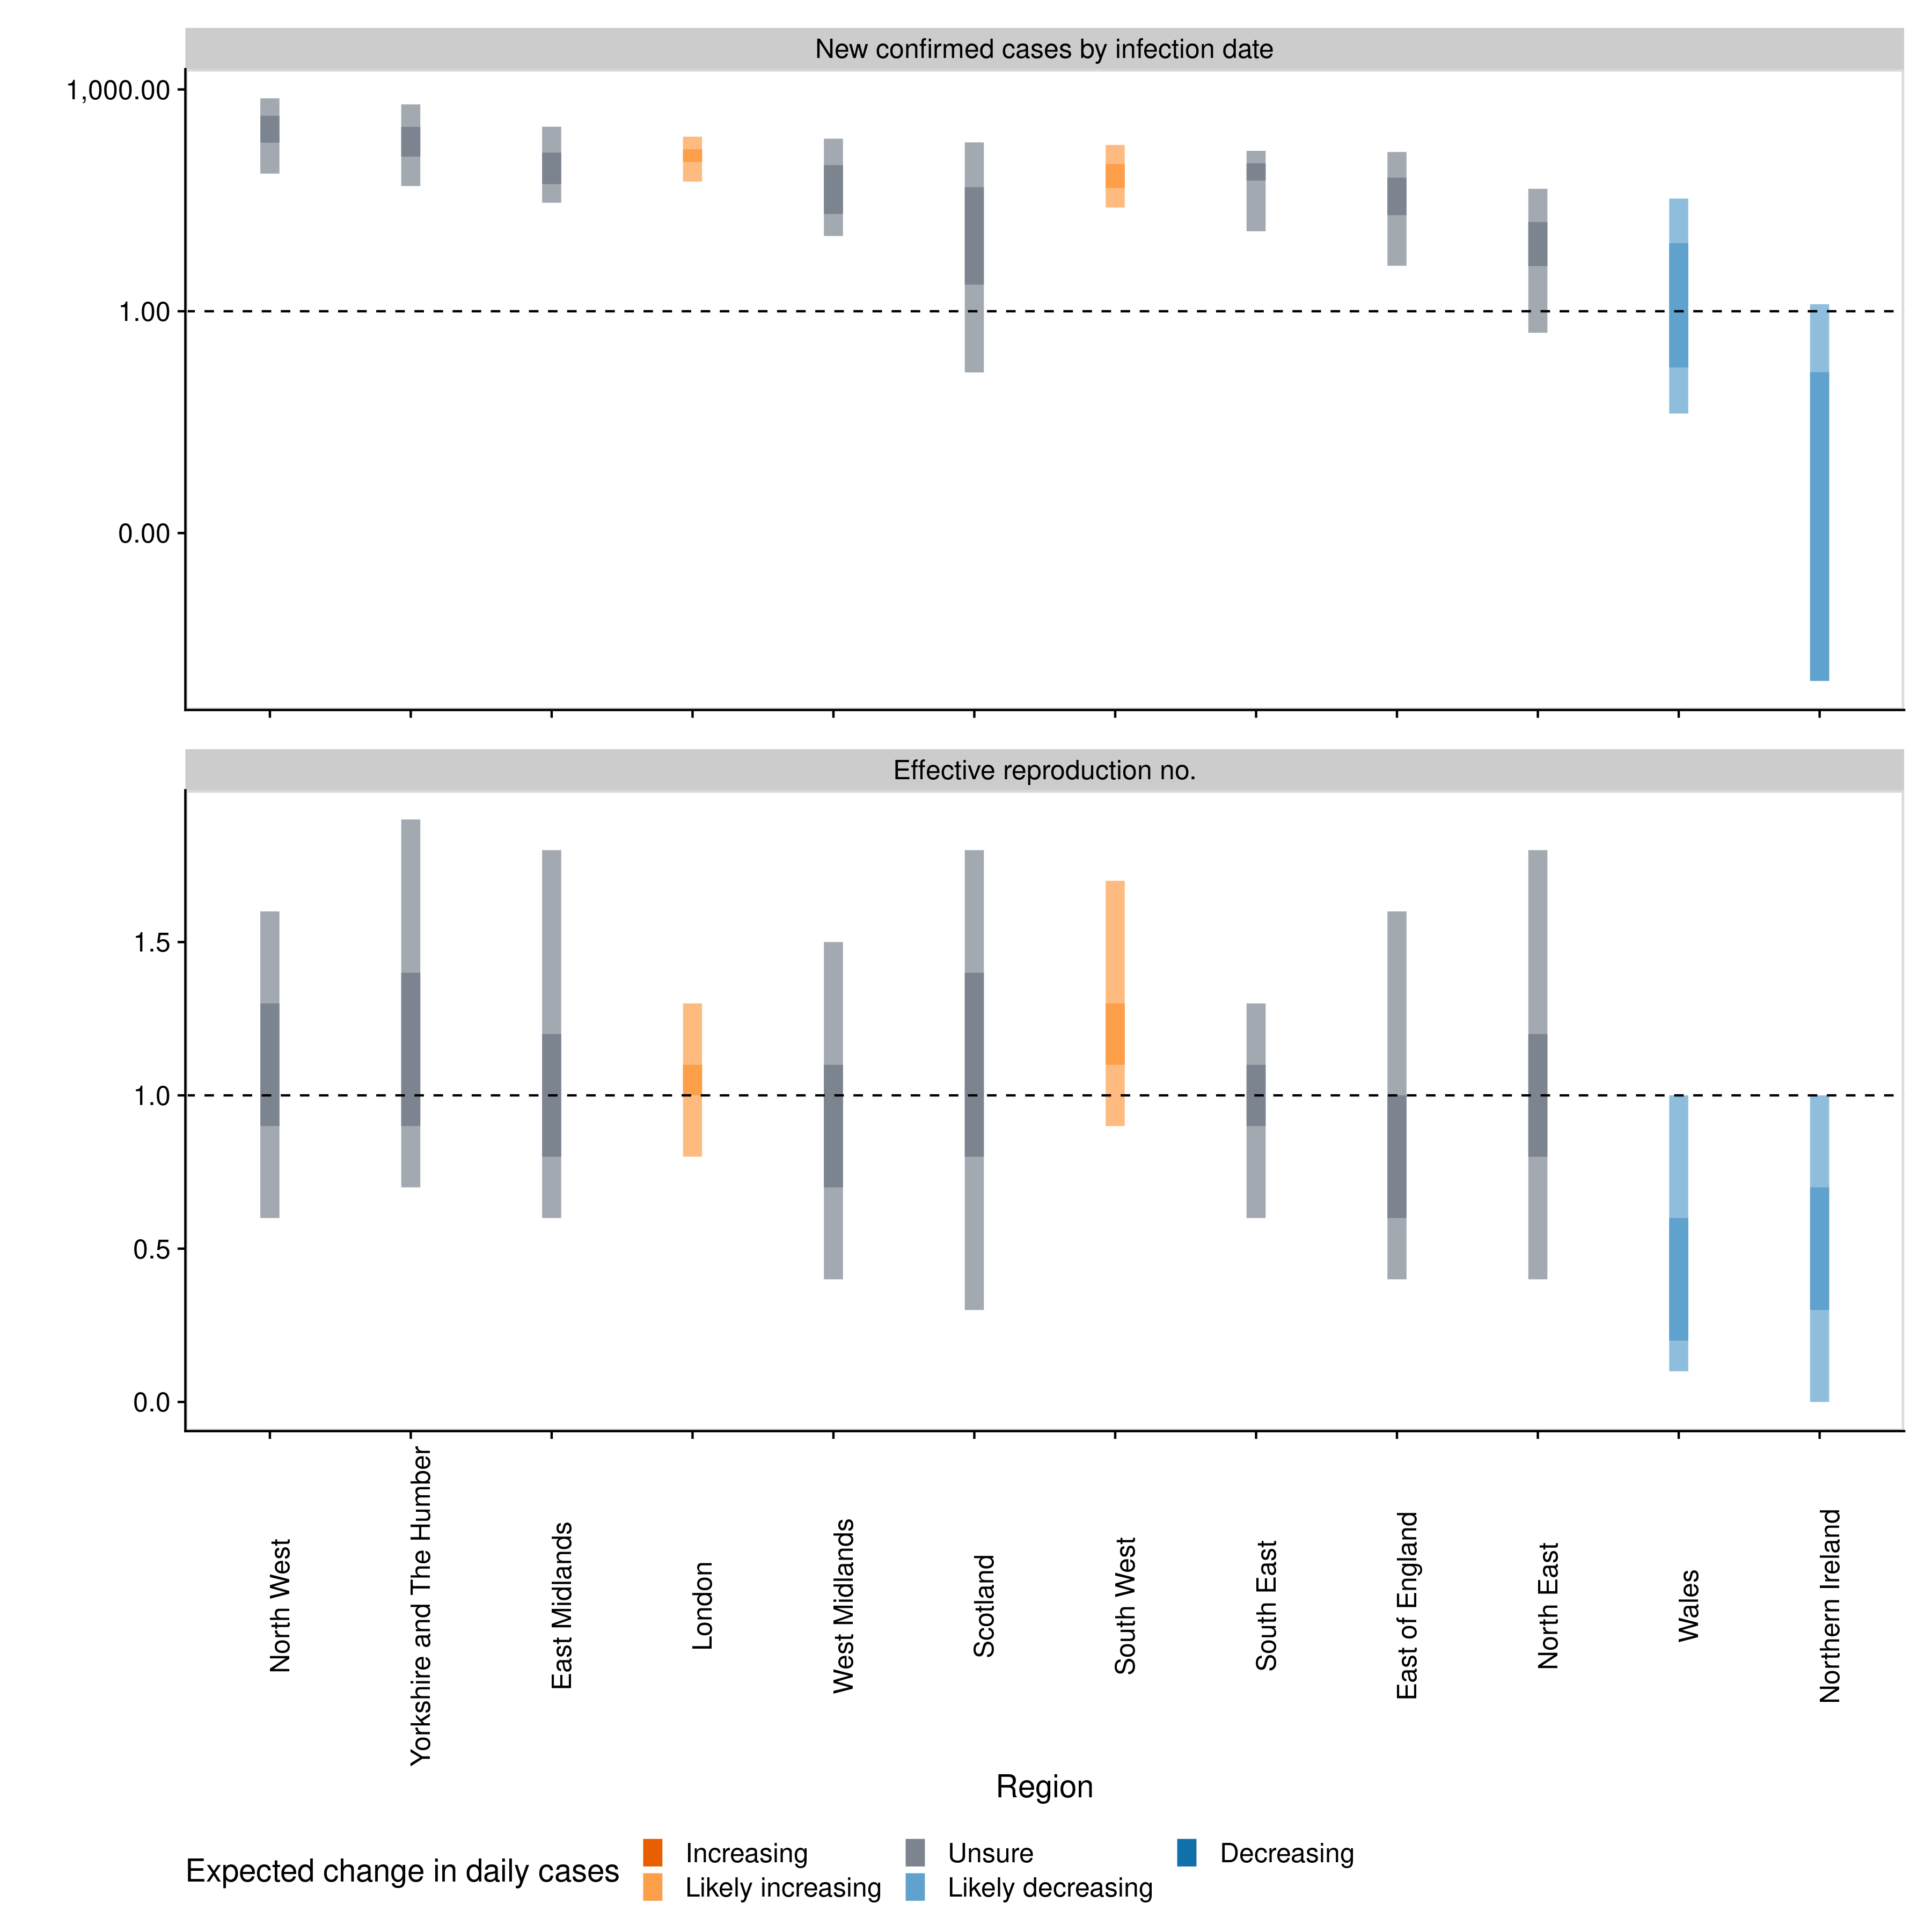 New confirmed cases by infection date
1,000.00
1.00
0.00
Effective reproduction no.
1.5
1.0
0.5
0.0
North West
Yorkshire and The Humber
East Midlands
London
West Midlands
Scotland
South West
South East
East of England
North East
Wales
Northern Ireland
Region
Expected change in daily cases
Increasing
Unsure
Decreasing
Likely increasing
Likely decreasing